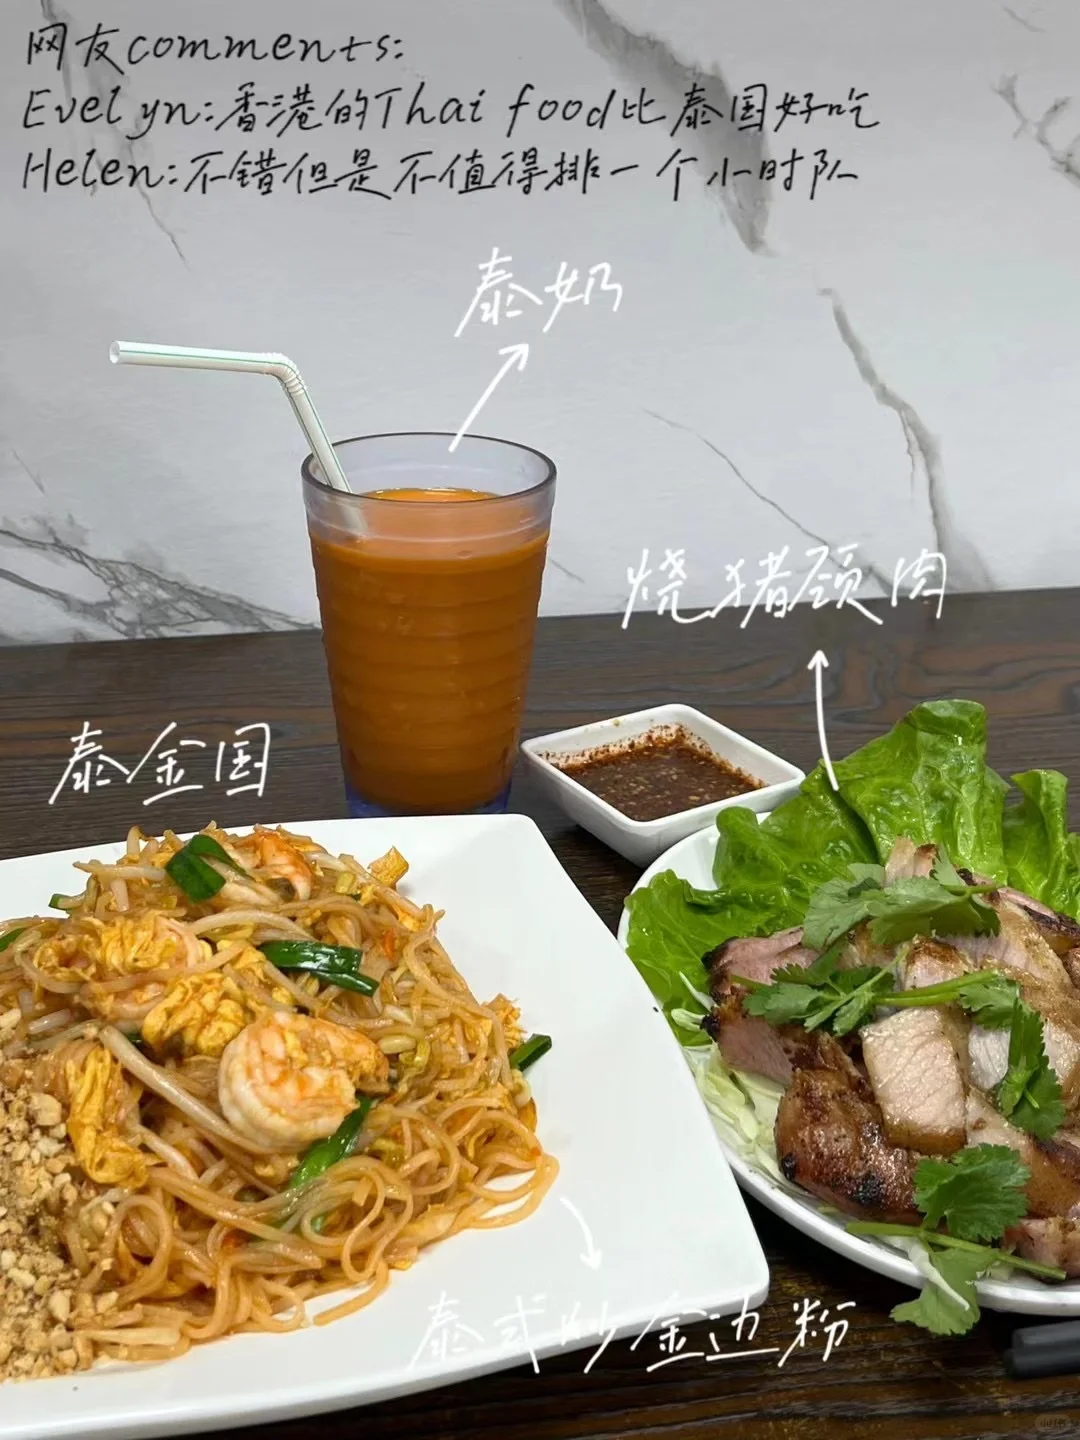 网友comments:
Evelyn:香港的Thai food比泰国好吃
Helen:不错但是不值得排一个小时队
泰奶
烧猪颈肉
泰金国
泰式炒金边粉